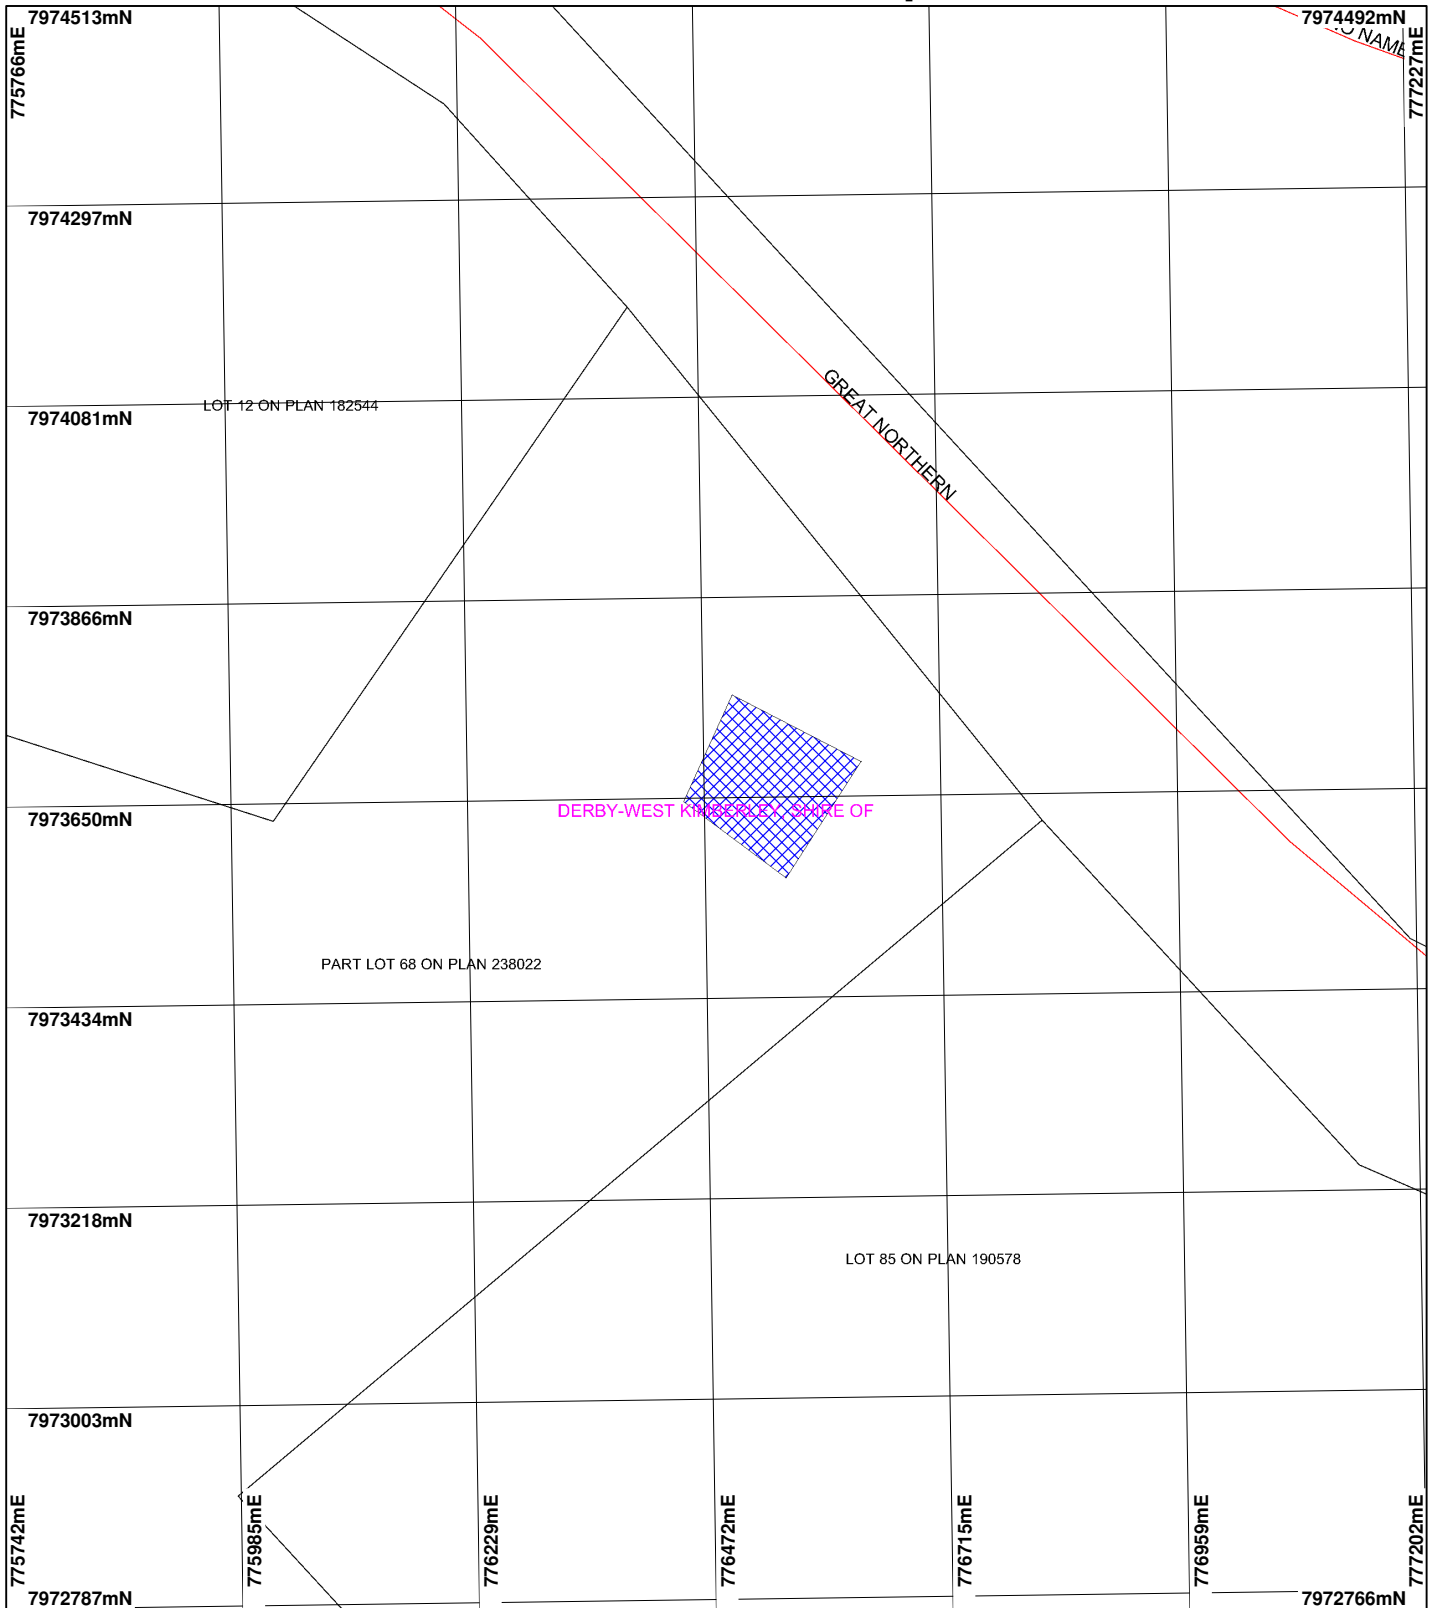 7974513mN
7974492mN
775766mE
777227mE
NAME
7974297mN
GREAT NORTHERN
LOT 12 ON PLAN 182544
7974081mN
7973866mN
DERBY-WEST KIMBERLEY, SHIRE OF
7973650mN
PART LOT 68 ON PLAN 238022
7973434mN
7973218mN
LOT 85 ON PLAN 190578
7973003mN
775742mE
775985mE
776229mE
776472mE
776715mE
776959mE
777202mE
7972787mN
7972766mN